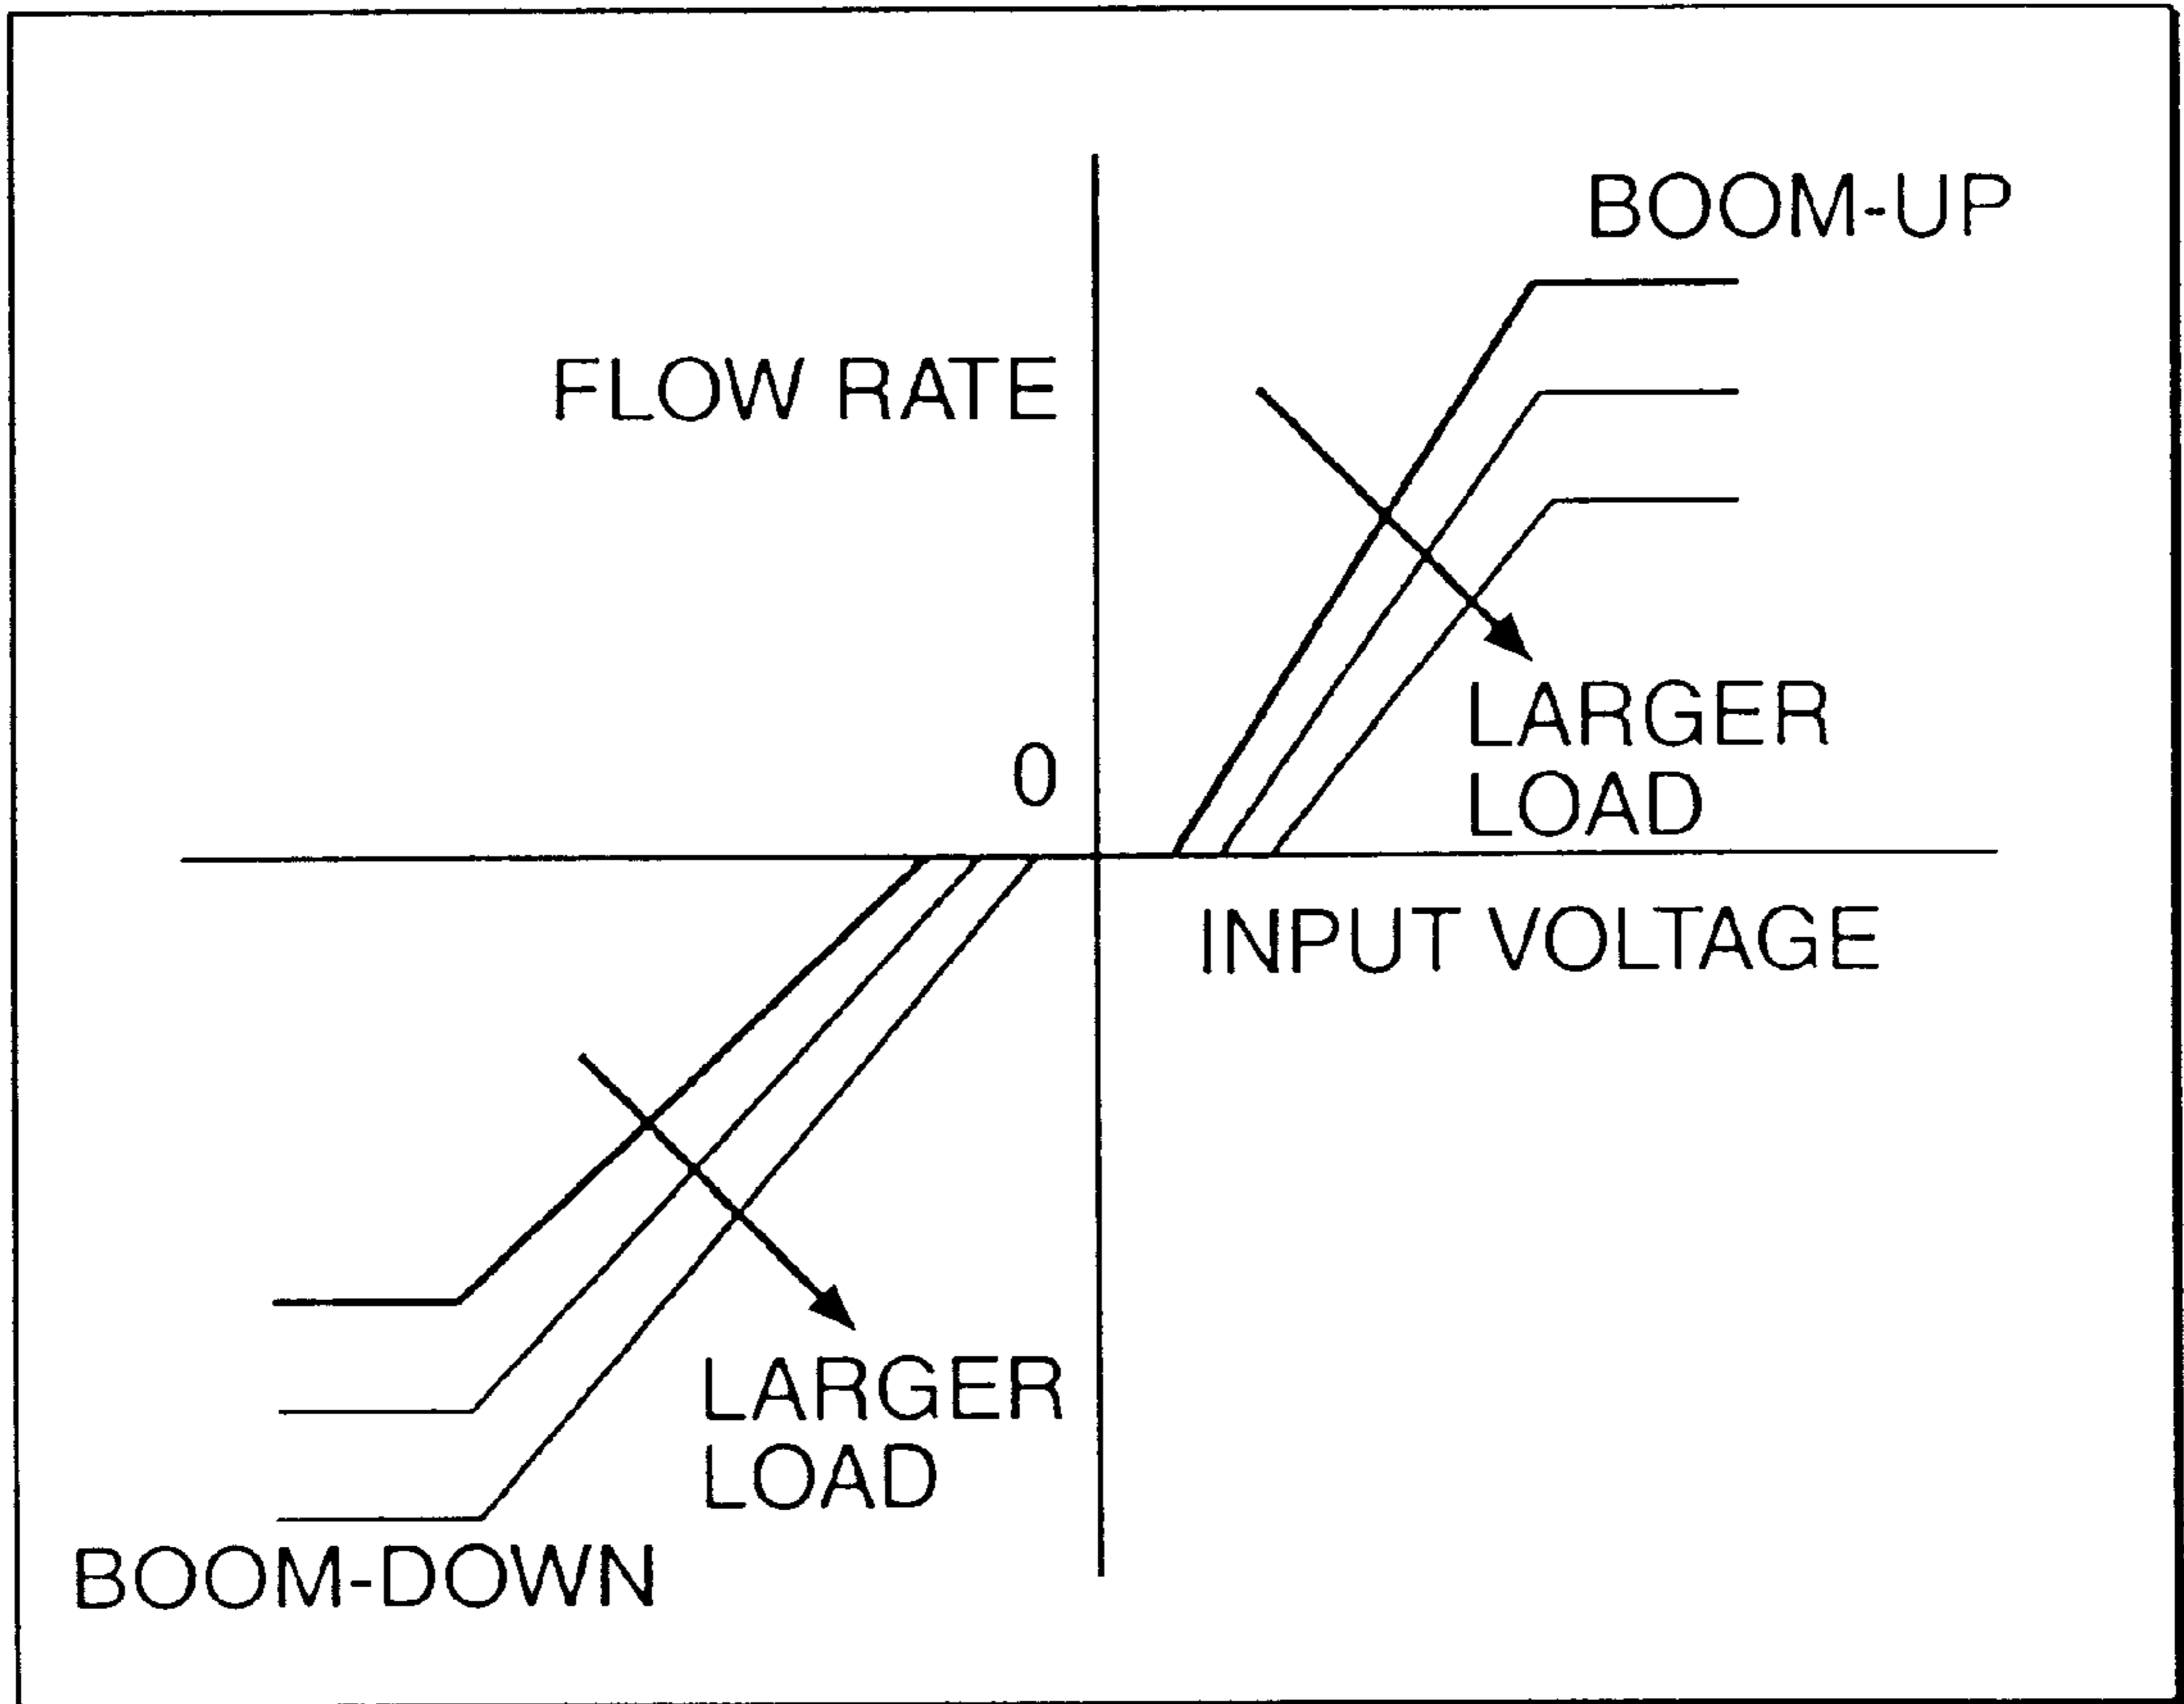 BOOM-UP
FLOW RATE
LARGER
LOAD
0
INPUT VOLTAGE
LARGER
LOAD
BOOM-DOWN